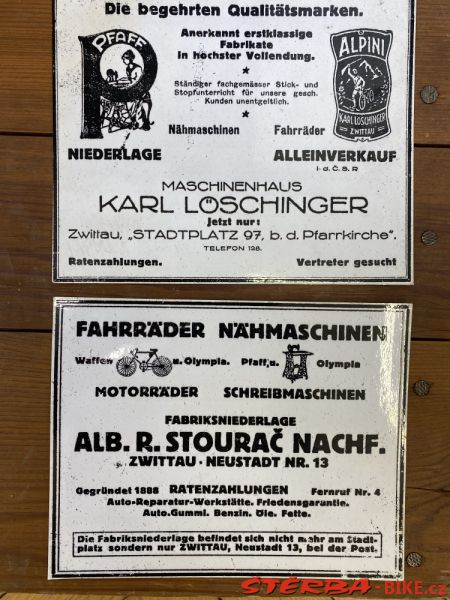 Die begehrten Qualitätsmarken.
Anerkannt erstklassige
Fabrikate
in höchster Vollendung.
PFAFF
ALPINI
KARL LÖSCHINGER
ZWITTAU
Ständiger fachgemässer Stick- und
Stopfunterricht für unsere gesch.
Kunden unentgeltlich.
Nähmaschinen Fahrräder
NIEDERLAGE ALLEINVERKAUF
i. d. Č. S. R
MASCHINENHAUS
KARL LÖSCHINGER
jetzt nur:
Zwittau, „STADTPLATZ 97, b. d. Pfarrkirche".
TELEFON 128.
Ratenzahlungen. Vertreter gesucht
FAHRRÄDER NÄHMASCHINEN
Waffen u. Olympia. Pfaff u. Olympia
MOTORRÄDER SCHREIBMASCHINEN
FABRIKSNIEDERLAGE
ALB. R. STOURAČ NACHF.
ZWITTAU · NEUSTADT NR. 13
Gegründet 1888 RATENZAHLUNGEN Fernruf Nr. 4
Auto-Reparatur-Werkstätte. Friedensgarantie.
Auto.Gummi. Benzin. Öle. Fette.
Die Fabriksniederlage befindet sich nicht mehr am Stadt-
platz sondern nur ZWITTAU, Neustadt 13, bei der Post.
ŠTĚRBA-BIKE.cz